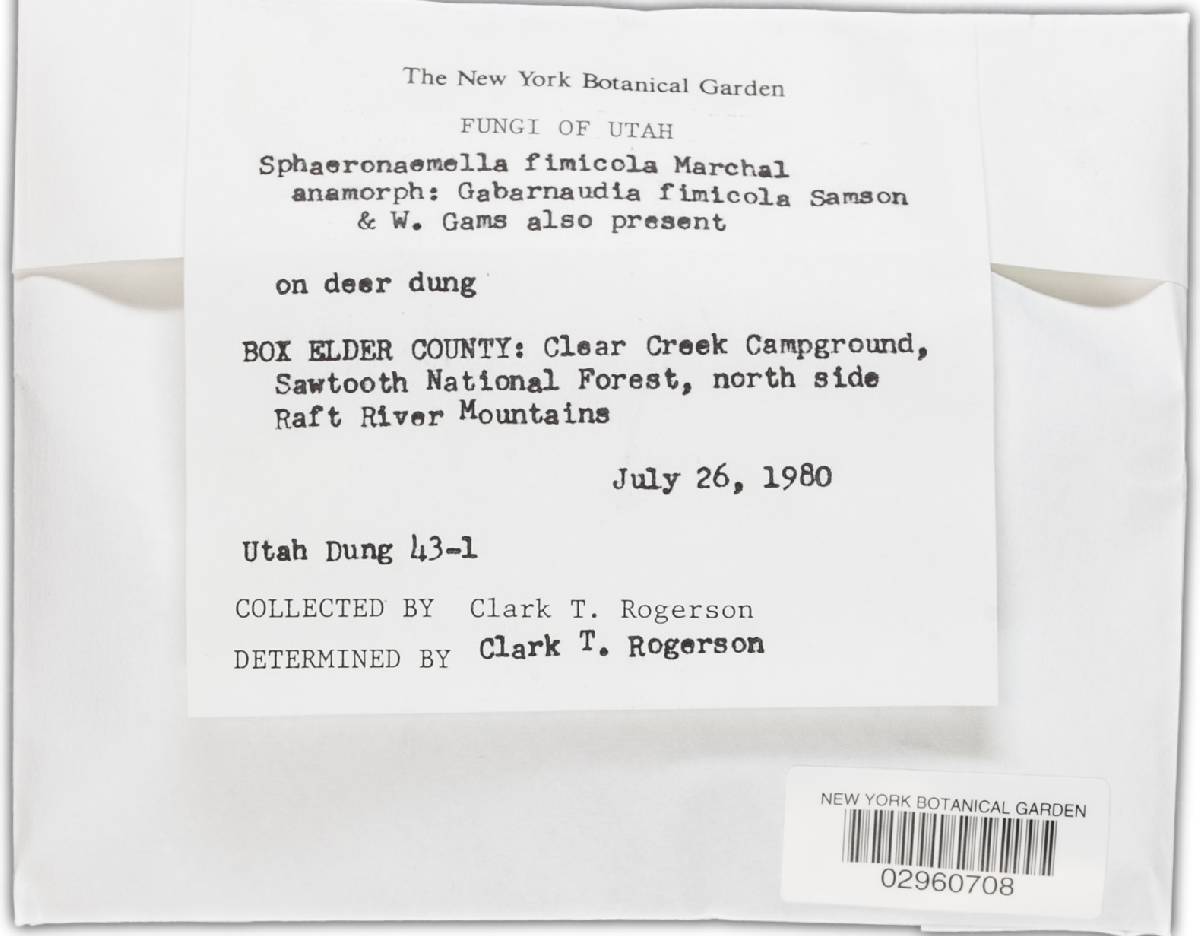 The New York Botanical Garden
FUNGI OF UTAH
Sphaeronaemella fimicola Marchal
anamorph: Gabarnaudia fimicola Samson
& W. Gams also present
on deer dung
BOX ELDER COUNTY: Clear Creek Campground,
Sawtooth National Forest, north side
Raft River Mountains
July 26, 1980
Utah Dung 43-1
COLLECTED BY Clark T. Rogerson
DETERMINED BY Clark T. Rogerson
NEW YORK BOTANICAL GARDEN
02960708